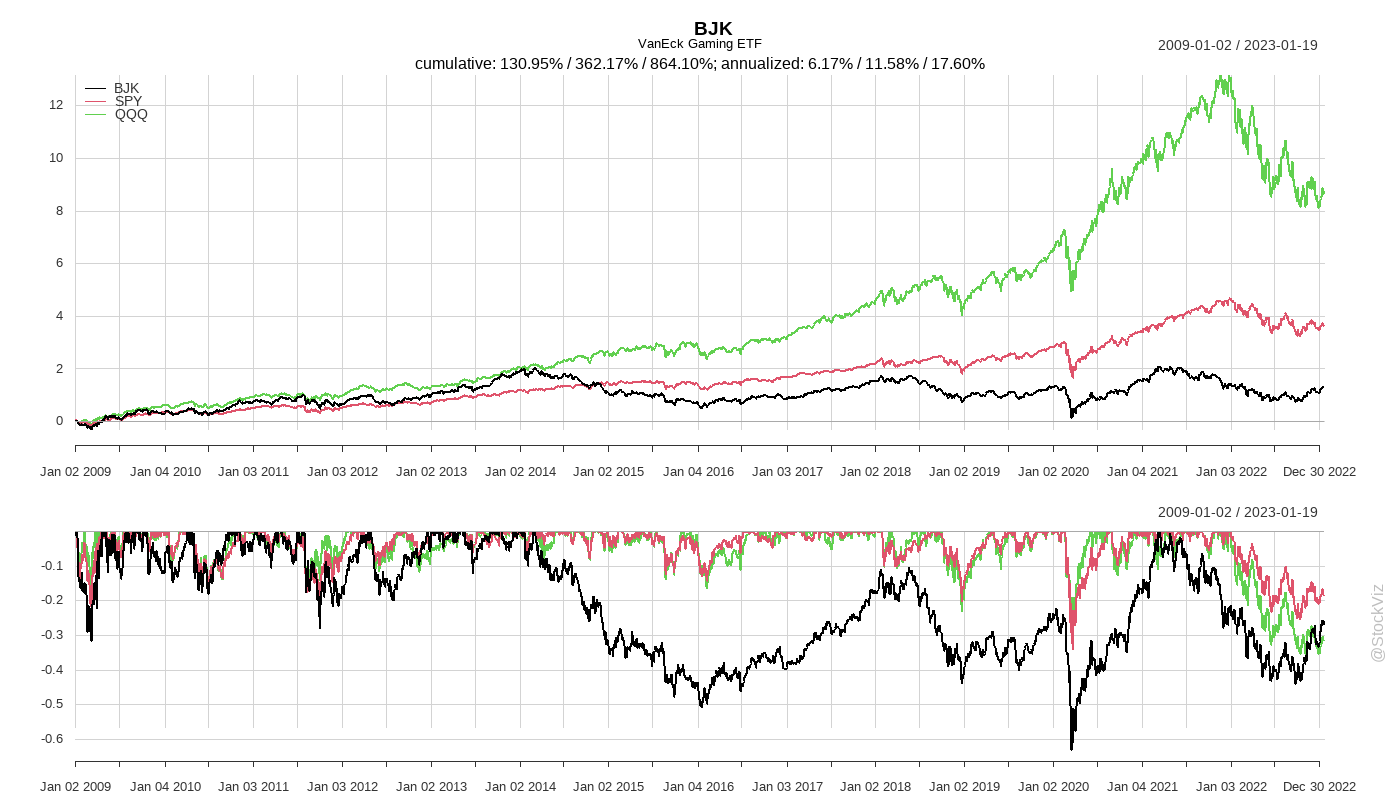 BJK
VanEck Gaming ETF
2009-01-02 / 2023-01-19
cumulative: 130.95% / 362.17% / 864.10%; annualized: 6.17% / 11.58% / 17.60%
BJK
SPY
QQQ
12
10
8
6
4
2
0
Jan 02 2009 Jan 04 2010 Jan 03 2011 Jan 03 2012 Jan 02 2013 Jan 02 2014 Jan 02 2015 Jan 04 2016 Jan 03 2017 Jan 02 2018 Jan 02 2019 Jan 02 2020 Jan 04 2021 Jan 03 2022 Dec 30 2022
2009-01-02 / 2023-01-19
-0.1
-0.2
-0.3
-0.4
-0.5
-0.6
Jan 02 2009 Jan 04 2010 Jan 03 2011 Jan 03 2012 Jan 02 2013 Jan 02 2014 Jan 02 2015 Jan 04 2016 Jan 03 2017 Jan 02 2018 Jan 02 2019 Jan 02 2020 Jan 04 2021 Jan 03 2022 Dec 30 2022
@StockViz